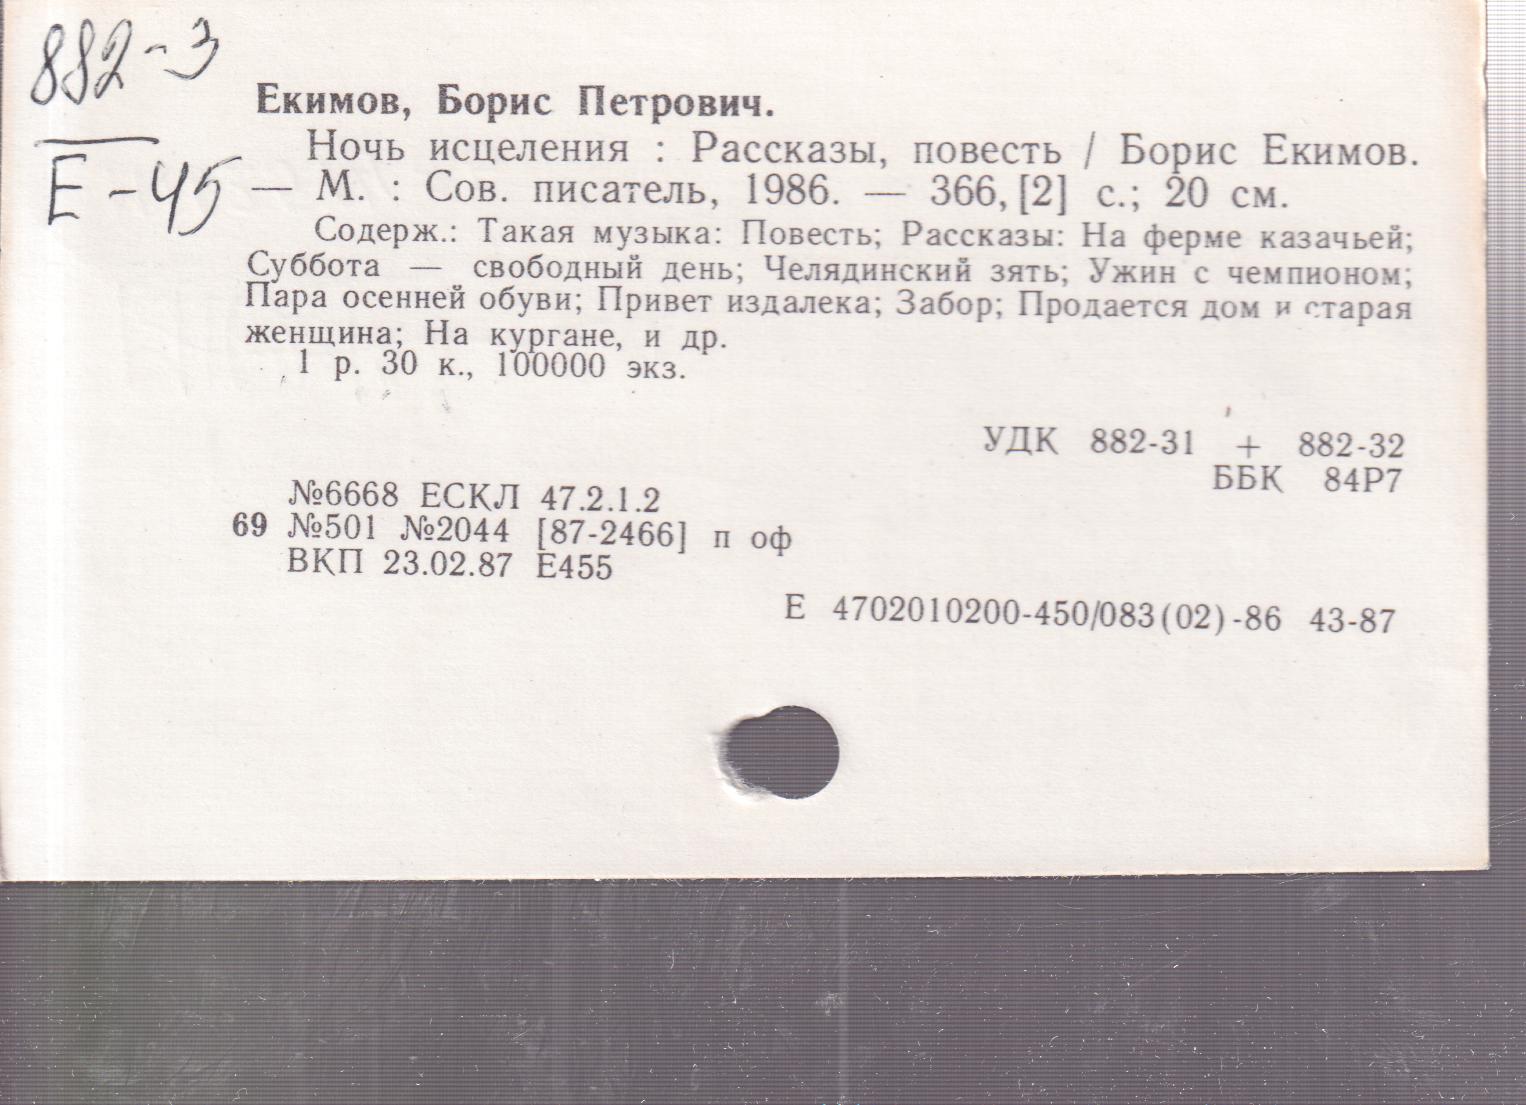 882-3
Е-45
Екимов, Борис Петрович.
Ночь исцеления : Рассказы, повесть / Борис Екимов.
— М. : Сов. писатель, 1986. — 366, [2] с.; 20 см.
Содерж.: Такая музыка: Повесть; Рассказы: На ферме казачьей;
Суббота — свободный день; Челядинский зять; Ужин с чемпионом;
Пара осенней обуви; Привет издалека; Забор; Продается дом и старая
женщина; На кургане, и др.
1 р. 30 к., 100000 экз.
УДК 882-31 + 882-32
ББК 84Р7
№6668 ЕСКЛ 47.2.1.2
69 №501 №2044 [87-2466] п оф
ВКП 23.02.87 Е455
Е 4702010200-450/083(02)-86 43-87